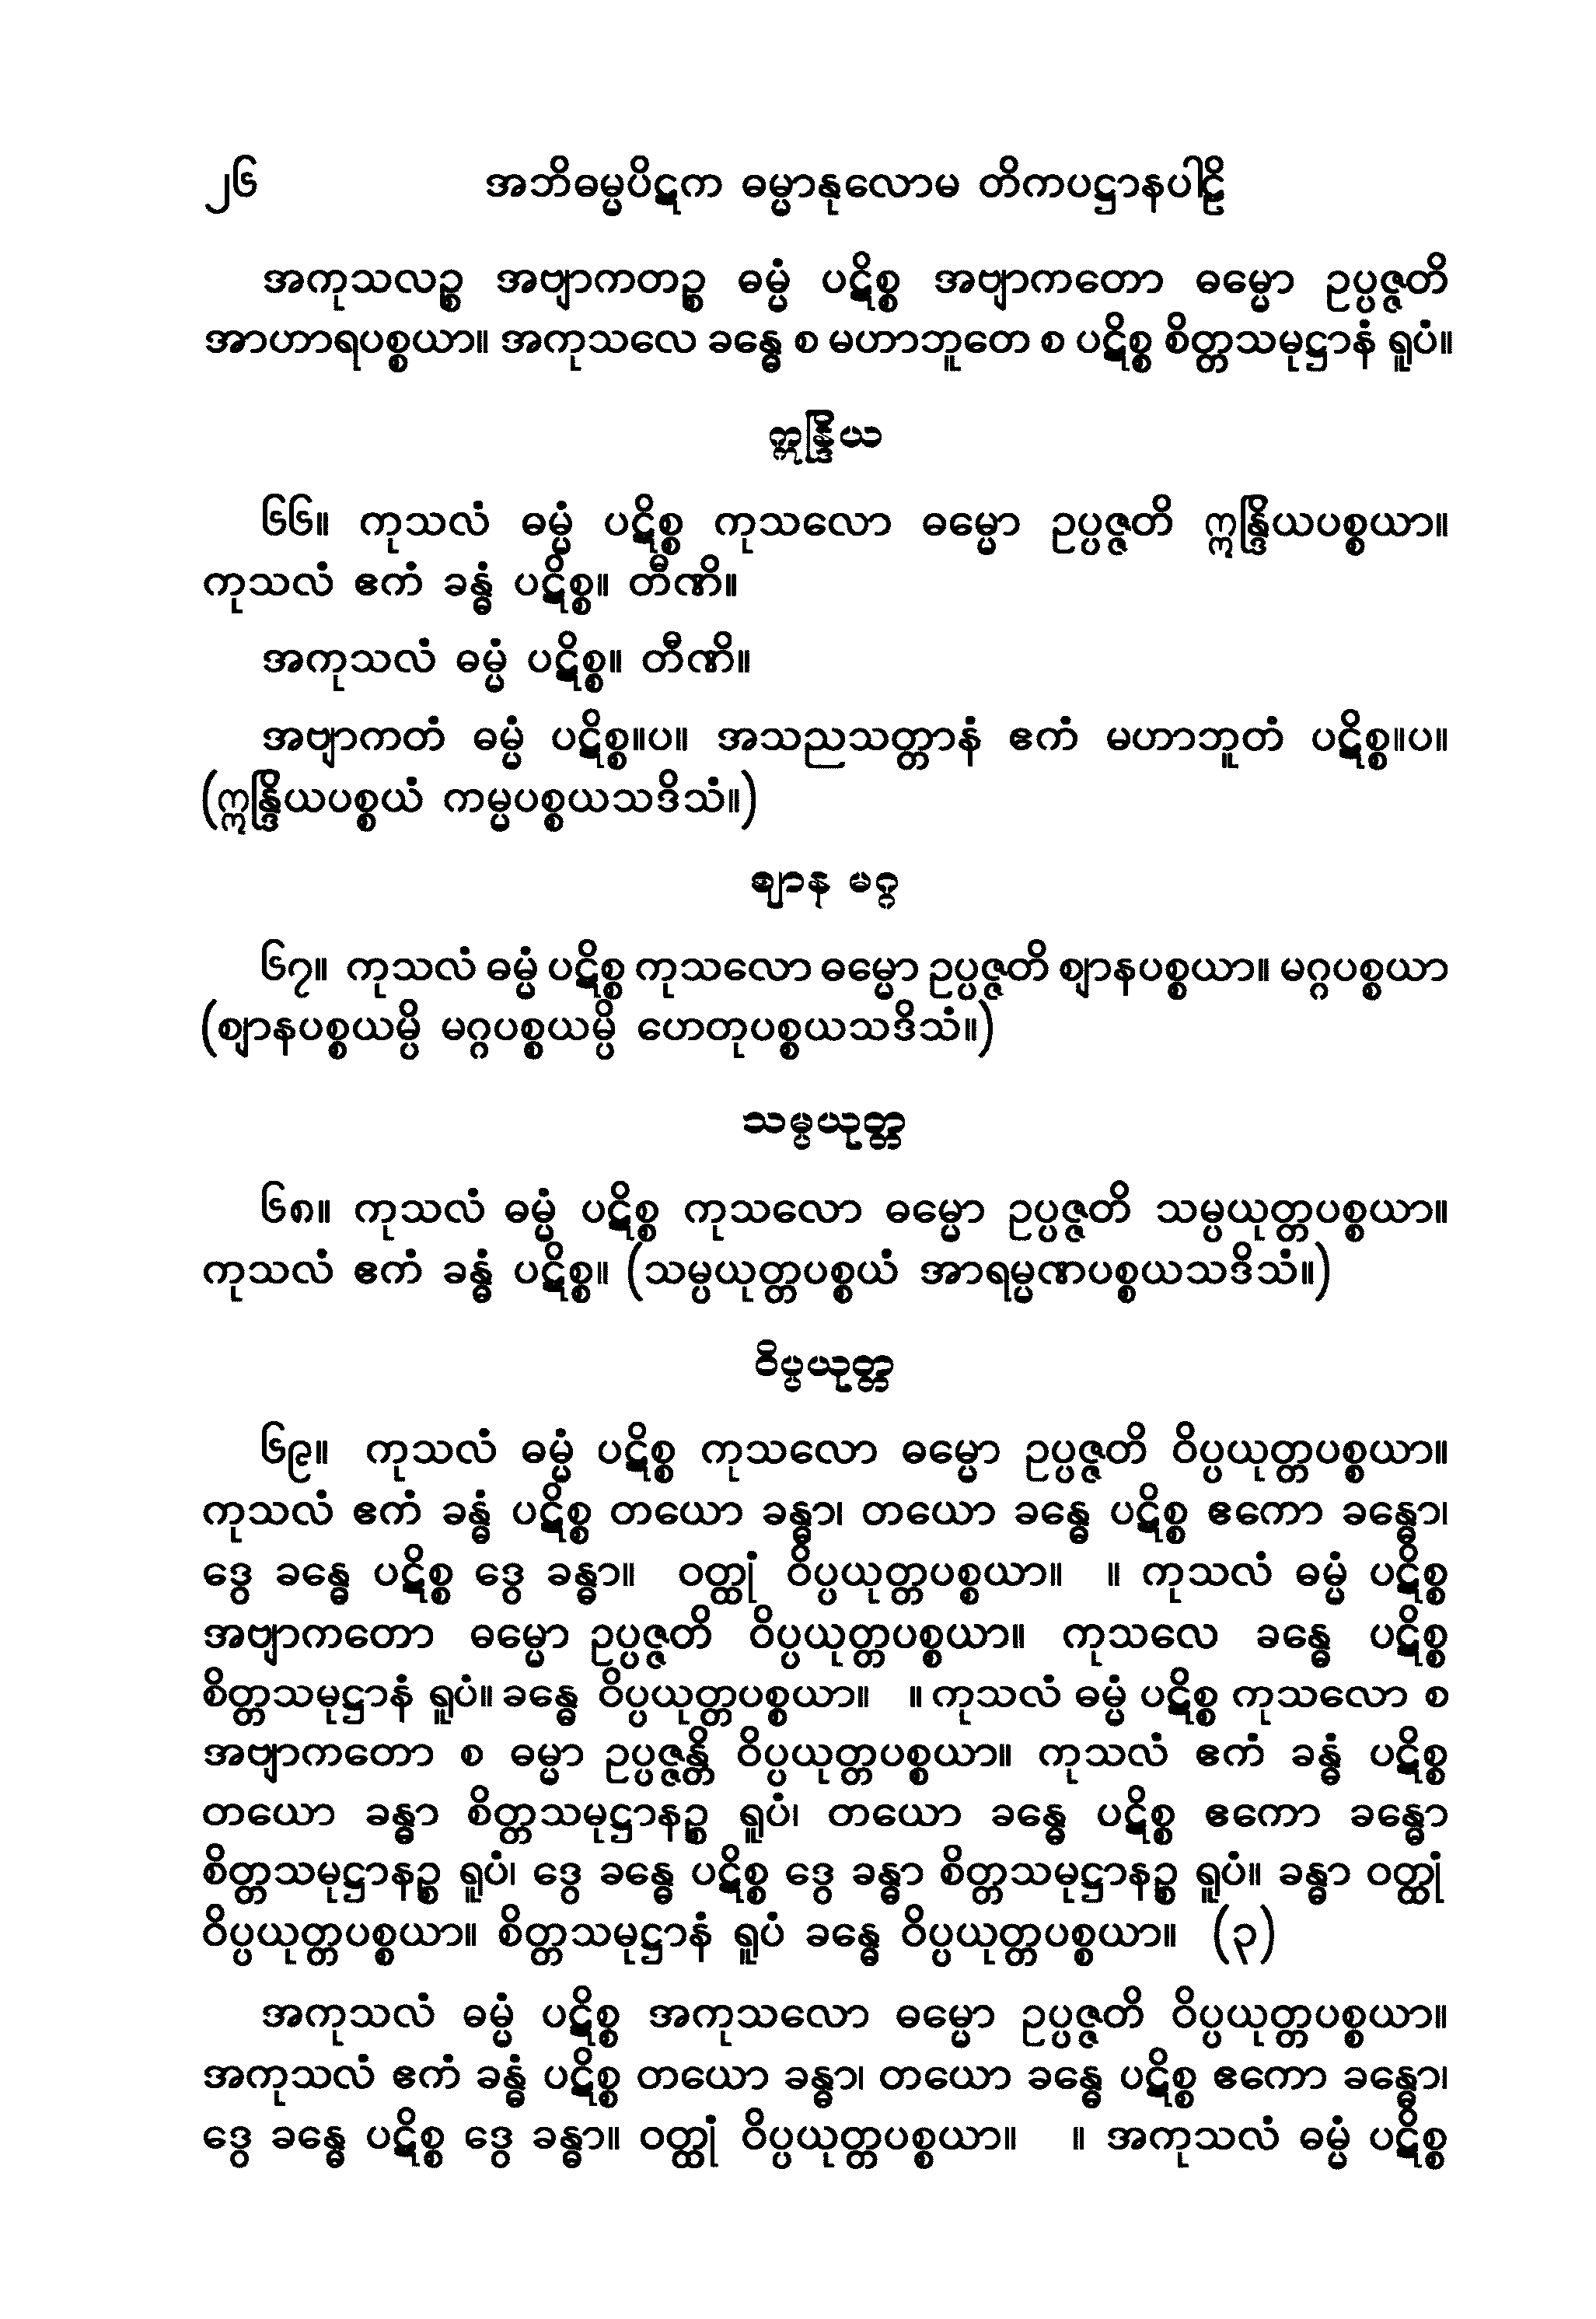 ၂၆ အဘိဓမ္မပိဋက ဓမ္မာနုလောမ တိကပဋ္ဌာနပါဠိ
အကုသလဉ္စ အဗျာကတဉ္စ ဓမ္မံ ပဋိစ္စ အဗျာကတော ဓမ္မော ဥပ္ပဇ္ဇတိ
အာဟာရပစ္စယာ။ အကုသလေ ခန္ဓေ စ မဟာဘူတေ စ ပဋိစ္စ စိတ္တသမုဋ္ဌာနံ ရူပံ။
ဣန္ဒြိယ
၆၆။ ကုသလံ ဓမ္မံ ပဋိစ္စ ကုသလော ဓမ္မော ဥပ္ပဇ္ဇတိ ဣန္ဒြိယပစ္စယာ။
ကုသလံ ဧကံ ခန္ဓံ ပဋိစ္စ။ တီဏိ။
အကုသလံ ဓမ္မံ ပဋိစ္စ။ တီဏိ။
အဗျာကတံ ဓမ္မံ ပဋိစ္စ။ပ။ အသညသတ္တာနံ ဧကံ မဟာဘူတံ ပဋိစ္စ။ပ။
(ဣန္ဒြိယပစ္စယံ ကမ္မပစ္စယသဒိသံ။)
ဈာန မဂ္ဂ
၆၇။ ကုသလံ ဓမ္မံ ပဋိစ္စ ကုသလော ဓမ္မော ဥပ္ပဇ္ဇတိ ဈာနပစ္စယာ။ မဂ္ဂပစ္စယာ
(ဈာနပစ္စယမ္ပိ မဂ္ဂပစ္စယမ္ပိ ဟေတုပစ္စယသဒိသံ။)
သမ္ပယုတ္တ
၆၈။ ကုသလံ ဓမ္မံ ပဋိစ္စ ကုသလော ဓမ္မော ဥပ္ပဇ္ဇတိ သမ္ပယုတ္တပစ္စယာ။
ကုသလံ ဧကံ ခန္ဓံ ပဋိစ္စ။ (သမ္ပယုတ္တပစ္စယံ အာရမ္မဏပစ္စယသဒိသံ။)
ဝိပ္ပယုတ္တ
၆၉။ ကုသလံ ဓမ္မံ ပဋိစ္စ ကုသလော ဓမ္မော ဥပ္ပဇ္ဇတိ ဝိပ္ပယုတ္တပစ္စယာ။
ကုသလံ ဧကံ ခန္ဓံ ပဋိစ္စ တယော ခန္ဓာ၊ တယော ခန္ဓေ ပဋိစ္စ ဧကော ခန္ဓော၊
ဒွေ ခန္ဓေ ပဋိစ္စ ဒွေ ခန္ဓာ။ ဝတ္ထုံ ဝိပ္ပယုတ္တပစ္စယာ။ ။ ကုသလံ ဓမ္မံ ပဋိစ္စ
အဗျာကတော ဓမ္မော ဥပ္ပဇ္ဇတိ ဝိပ္ပယုတ္တပစ္စယာ။ ကုသလေ ခန္ဓေ ပဋိစ္စ
စိတ္တသမုဋ္ဌာနံ ရူပံ။ ခန္ဓေ ဝိပ္ပယုတ္တပစ္စယာ။ ။ ကုသလံ ဓမ္မံ ပဋိစ္စ ကုသလော စ
အဗျာကတော စ ဓမ္မာ ဥပ္ပဇ္ဇန္တိ ဝိပ္ပယုတ္တပစ္စယာ။ ကုသလံ ဧကံ ခန္ဓံ ပဋိစ္စ
တယော ခန္ဓာ စိတ္တသမုဋ္ဌာနဉ္စ ရူပံ၊ တယော ခန္ဓေ ပဋိစ္စ ဧကော ခန္ဓော
စိတ္တသမုဋ္ဌာနဉ္စ ရူပံ၊ ဒွေ ခန္ဓေ ပဋိစ္စ ဒွေ ခန္ဓာ စိတ္တသမုဋ္ဌာနဉ္စ ရူပံ။ ခန္ဓာ ဝတ္ထုံ
ဝိပ္ပယုတ္တပစ္စယာ။ စိတ္တသမုဋ္ဌာနံ ရူပံ ခန္ဓေ ဝိပ္ပယုတ္တပစ္စယာ။ (၃)
အကုသလံ ဓမ္မံ ပဋိစ္စ အကုသလော ဓမ္မော ဥပ္ပဇ္ဇတိ ဝိပ္ပယုတ္တပစ္စယာ။
အကုသလံ ဧကံ ခန္ဓံ ပဋိစ္စ တယော ခန္ဓာ၊ တယော ခန္ဓေ ပဋိစ္စ ဧကော ခန္ဓော၊
ဒွေ ခန္ဓေ ပဋိစ္စ ဒွေ ခန္ဓာ။ ဝတ္ထုံ ဝိပ္ပယုတ္တပစ္စယာ။ ။ အကုသလံ ဓမ္မံ ပဋိစ္စ